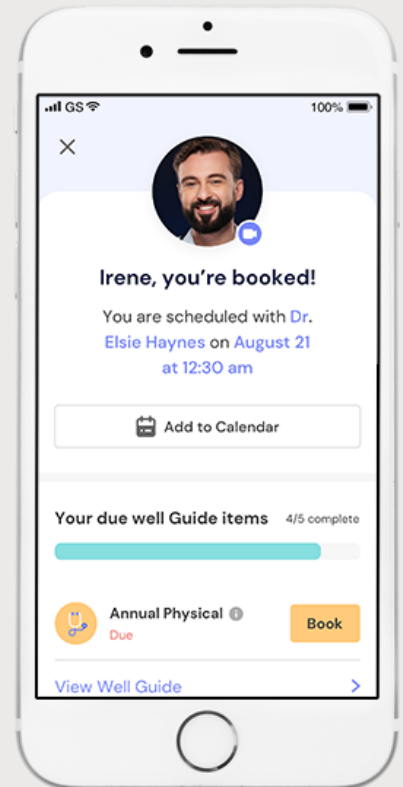 GS
100%
Irene, you're booked!
You are scheduled with Dr.
Elsie Haynes on August 21
at 12:30 am
Add to Calendar
Your due well Guide items 4/5 complete
Annual Physical
Due
Book
View Well Guide